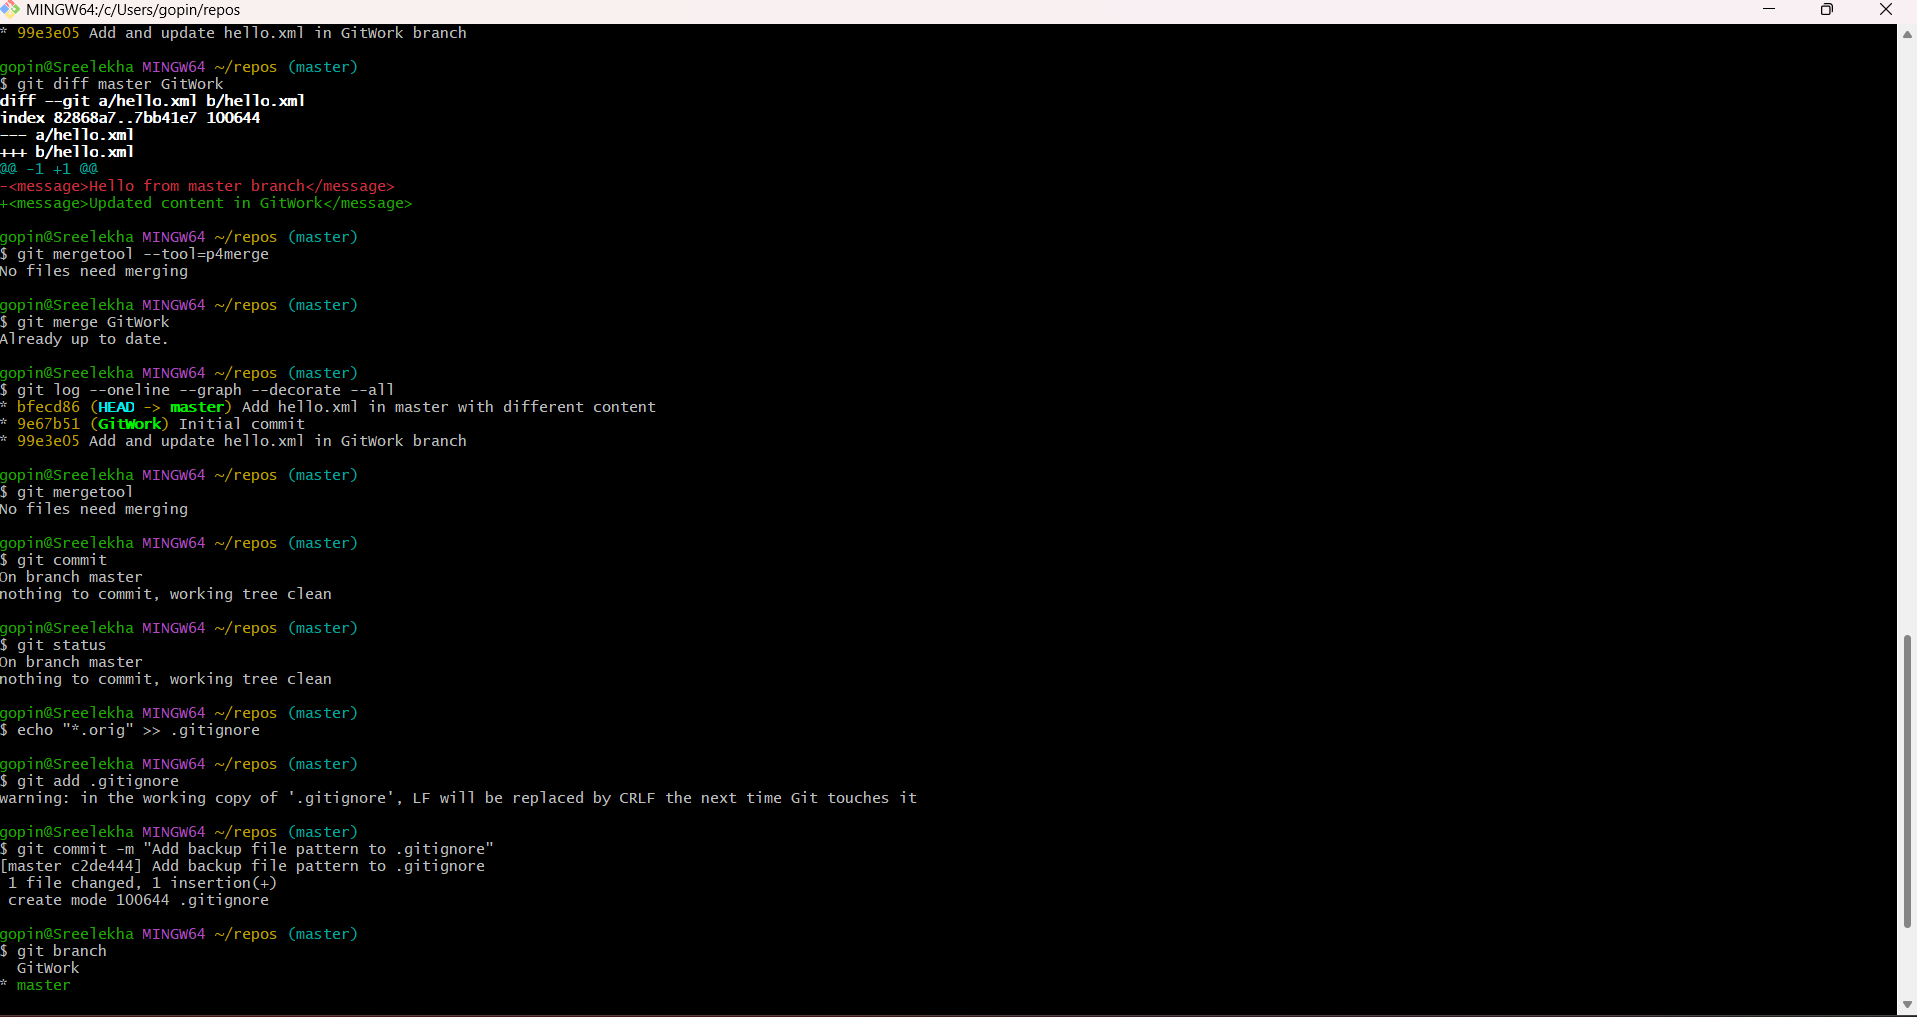 MINGW64:/c/Users/gopin/repos
* 99e3e05 Add and update hello.xml in GitWork branch
gopin@Sreelekha MINGW64 ~/repos (master)
$ git diff master GitWork
diff --git a/hello.xml b/hello.xml
index 82868a7..7bb41e7 100644
--- a/hello.xml
+++ b/hello.xml
@@ -1 +1 @@
-<message>Hello from master branch</message>
+<message>Updated content in GitWork</message>
gopin@Sreelekha MINGW64 ~/repos (master)
$ git mergetool --tool=p4merge
No files need merging
gopin@Sreelekha MINGW64 ~/repos (master)
$ git merge GitWork
Already up to date.
gopin@Sreelekha MINGW64 ~/repos (master)
$ git log --oneline --graph --decorate --all
* bfecd86 (HEAD -> master) Add hello.xml in master with different content
* 9e67b51 (GitWork) Initial commit
* 99e3e05 Add and update hello.xml in GitWork branch
gopin@Sreelekha MINGW64 ~/repos (master)
$ git mergetool
No files need merging
gopin@Sreelekha MINGW64 ~/repos (master)
$ git commit
On branch master
nothing to commit, working tree clean
gopin@Sreelekha MINGW64 ~/repos (master)
$ git status
On branch master
nothing to commit, working tree clean
gopin@Sreelekha MINGW64 ~/repos (master)
$ echo "*.orig" >> .gitignore
gopin@Sreelekha MINGW64 ~/repos (master)
$ git add .gitignore
warning: in the working copy of '.gitignore', LF will be replaced by CRLF the next time Git touches it
gopin@Sreelekha MINGW64 ~/repos (master)
$ git commit -m "Add backup file pattern to .gitignore"
[master c2de444] Add backup file pattern to .gitignore
 1 file changed, 1 insertion(+)
 create mode 100644 .gitignore
gopin@Sreelekha MINGW64 ~/repos (master)
$ git branch
  GitWork
* master